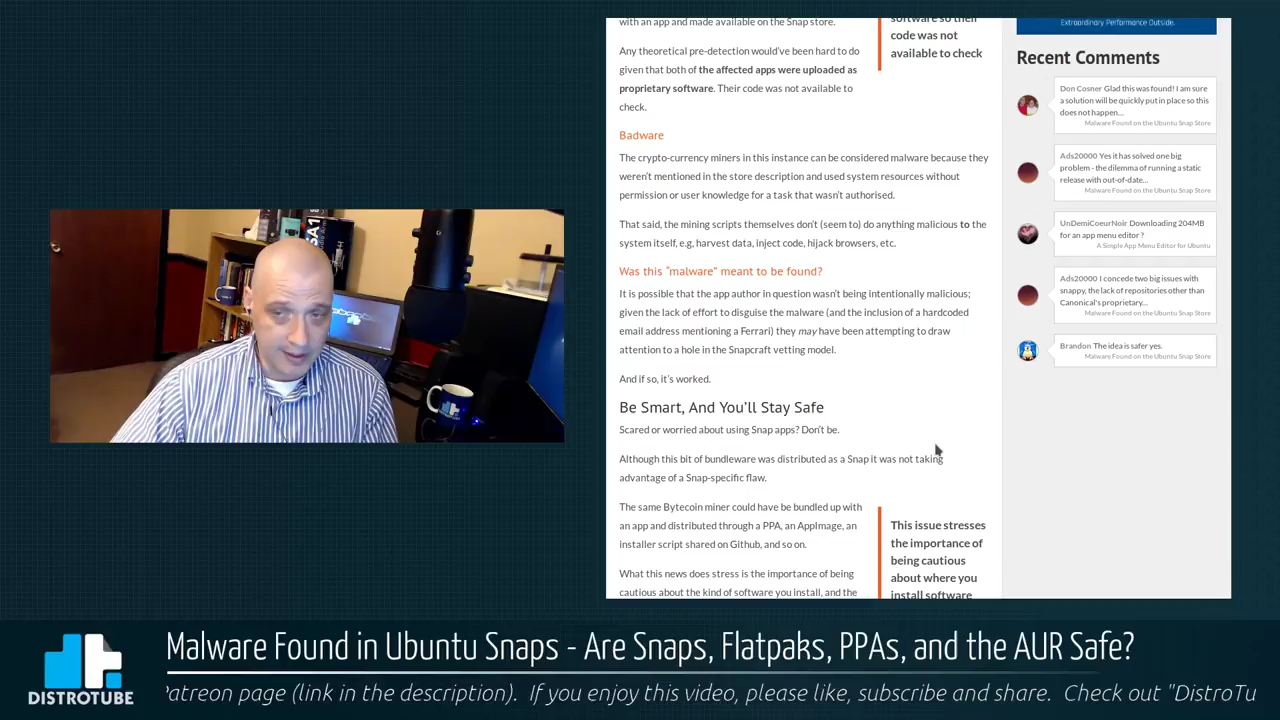 with an app and made available on the Snap store.
Any theoretical pre-detection would've been hard to do
given that both of the affected apps were uploaded as
proprietary software. Their code was not available to
check.
software so their
code was not
available to check
Badware
The crypto-currency miners in this instance can be considered malware because they
weren't mentioned in the store description and used system resources without
permission or user knowledge for a task that wasn't authorised.
That said, the mining scripts themselves don't (seem to) do anything malicious to the
system itself, e.g, harvest data, inject code, hijack browsers, etc.
Was this "malware" meant to be found?
It is possible that the app author in question wasn't being intentionally malicious;
given the lack of effort to disguise the malware (and the inclusion of a hardcoded
email address mentioning a Ferrari) they may have been attempting to draw
attention to a hole in the Snapcraft vetting model.
And if so, it's worked.
Be Smart, And You'll Stay Safe
Scared or worried about using Snap apps? Don't be.
Although this bit of bundleware was distributed as a Snap it was not taking
advantage of a Snap-specific flaw.
The same Bytecoin miner could have be bundled up with
an app and distributed through a PPA, an AppImage, an
installer script shared on Github, and so on.
What this news does stress is the importance of being
cautious about the kind of software you install, and the
This issue stresses
the importance of
being cautious
about where you
install software
Extraordinary Performance Outside.
Recent Comments
Don Cosner Glad this was found! I am sure
a solution will be quickly put in place so this
does not happen...
Malware Found on the Ubuntu Snap Store
Ads20000 Yes it has solved one big
problem - the dilemma of running a static
release with out-of-date...
Malware Found on the Ubuntu Snap Store
UnDemiCoeurNoir Downloading 204MB
for an app menu editor ?
A Simple App Menu Editor for Ubuntu
Ads20000 I concede two big issues with
snappy, the lack of repositories other than
Canonical's proprietary...
Malware Found on the Ubuntu Snap Store
Brandon The idea is safer yes.
Malware Found on the Ubuntu Snap Store
Malware Found in Ubuntu Snaps - Are Snaps, Flatpaks, PPAs, and the AUR Safe?
Patreon page (link in the description). If you enjoy this video, please like, subscribe and share. Check out "DistroTu
DISTROTUBE